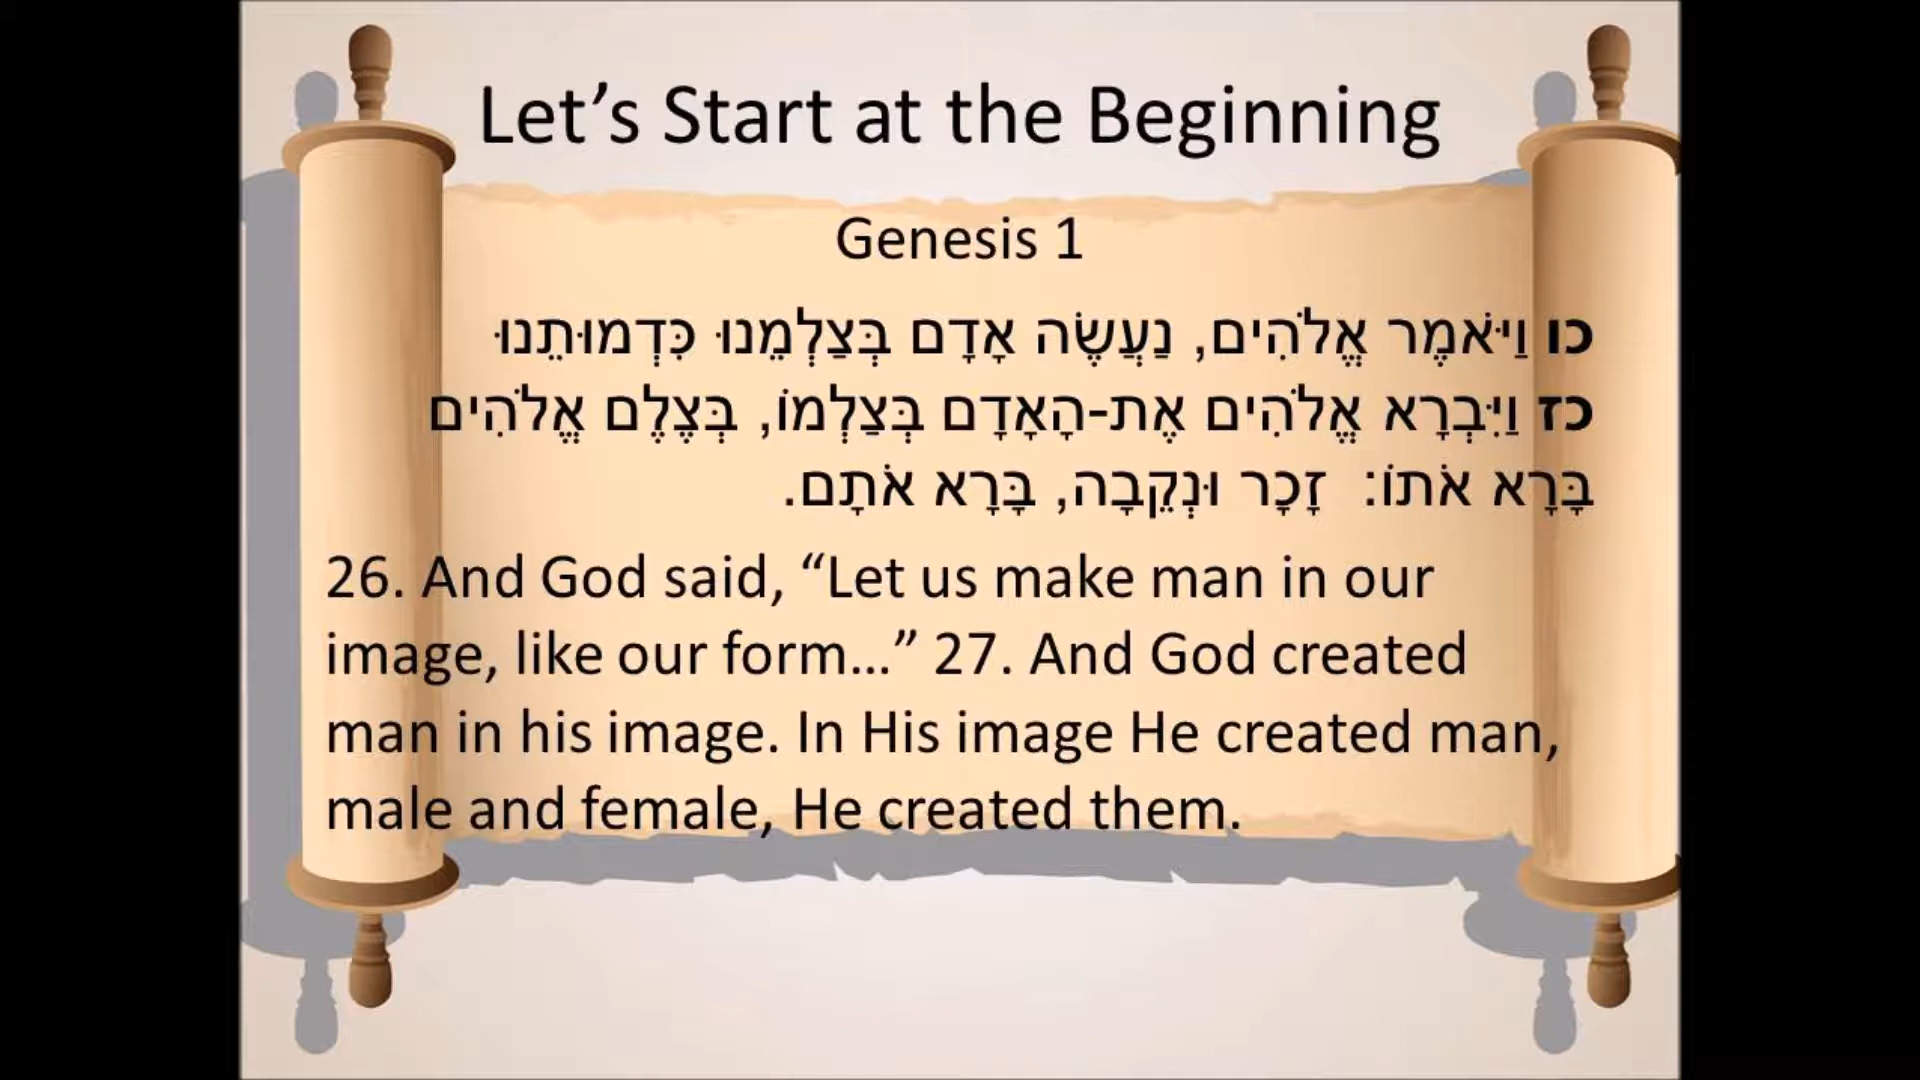 Let’s Start at the Beginning
Genesis 1
כו וַיֹּאמֶר אֱלֹהִים, נַעֲשֶׂה אָדָם בְּצַלְמֵנוּ כִּדְמוּתֵנוּ
כז וַיִּבְרָא אֱלֹהִים אֶת-הָאָדָם בְּצַלְמוֹ, בְּצֶלֶם אֱלֹהִים
בָּרָא אֹתוֹ:  זָכָר וּנְקֵבָה, בָּרָא אֹתָם.
26. And God said, “Let us make man in our
image, like our form…” 27. And God created
man in his image. In His image He created man,
male and female, He created them.